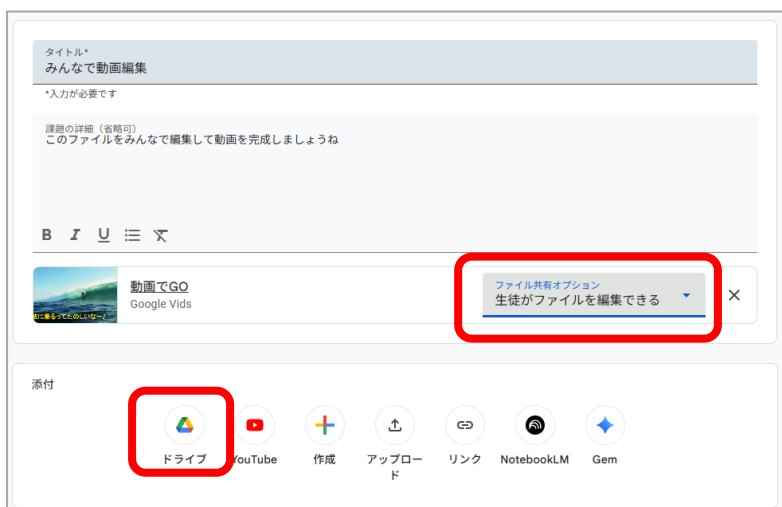 タイトル*
みんなで動画編集
*入力が必要です
課題の詳細（省略可）
このファイルをみんなで編集して動画を完成しましょうね
B I U
動画でGO
Google Vids
ファイル共有オプション
生徒がファイルを編集できる
添付
ドライブ
YouTube
作成
アップロー
ド
リンク
NotebookLM
Gem